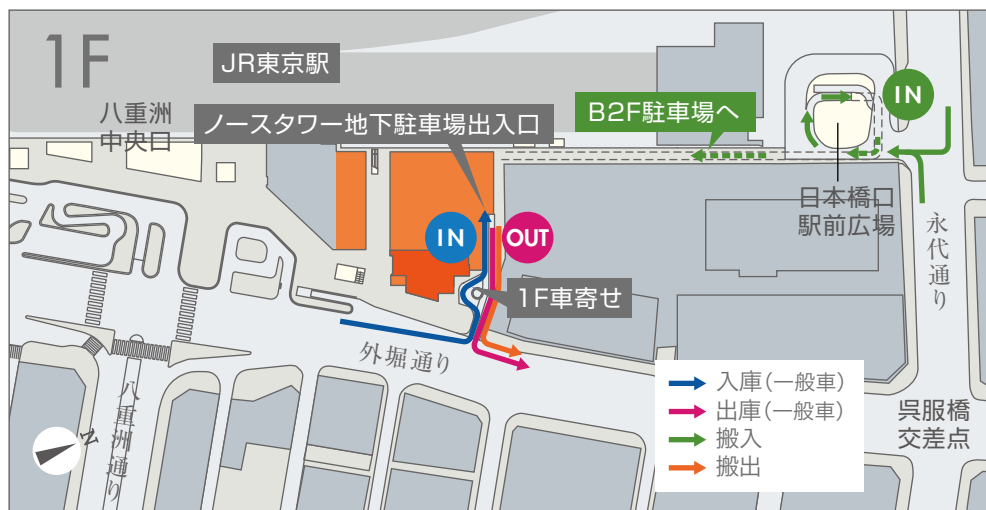 1F
JR東京駅
八重洲
中央口
ノースタワー地下駐車場出入口
B2F駐車場へ
IN
日本橋口
駅前広場
永代通り
IN
OUT
1F車寄せ
外堀通り
八重洲通り
N
入庫(一般車)
出庫(一般車)
搬入
搬出
呉服橋
交差点